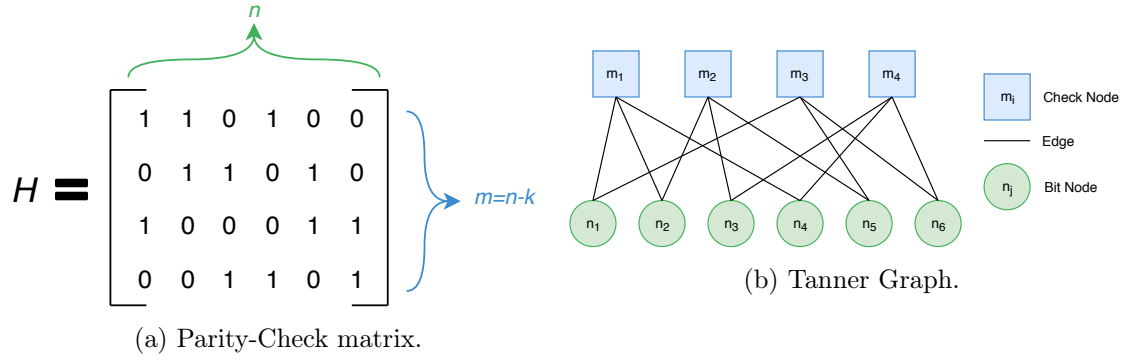 n
H = 
1 1 0 1 0 0
0 1 1 0 1 0
1 0 0 0 1 1
0 0 1 1 0 1
m=n-k
(a) Parity-Check matrix.
m1 m2 m3 m4
n1 n2 n3 n4 n5 n6
mi Check Node
Edge
nj Bit Node
(b) Tanner Graph.